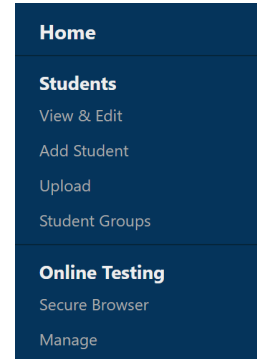 Home
Students
View & Edit
Add Student
Upload
Student Groups
Online Testing
Secure Browser
Manage